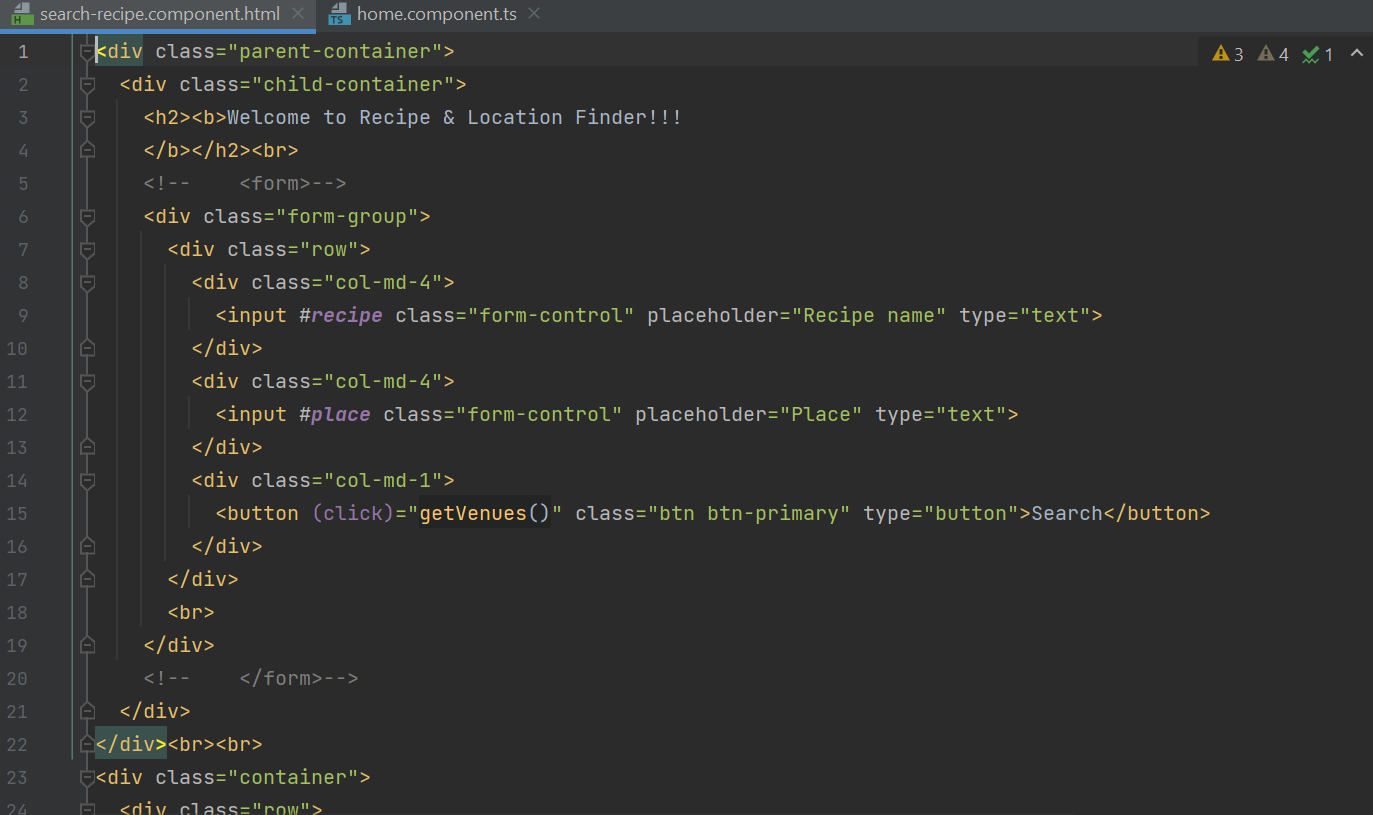 search-recipe.component.html home.component.ts
1 <div class="parent-container"> 3 4 1
2 <div class="child-container">
3 <h2><b>Welcome to Recipe & Location Finder!!!
4 </b></h2><br>
5 <!--    <form>-->
6 <div class="form-group">
7 <div class="row">
8 <div class="col-md-4">
9 <input #recipe class="form-control" placeholder="Recipe name" type="text">
10 </div>
11 <div class="col-md-4">
12 <input #place class="form-control" placeholder="Place" type="text">
13 </div>
14 <div class="col-md-1">
15 <button (click)="getVenues()" class="btn btn-primary" type="button">Search</button>
16 </div>
17 </div>
18 <br>
19 </div>
20 <!--    </form>-->
21 </div>
22 </div><br><br>
23 <div class="container">
24 <div class="row">